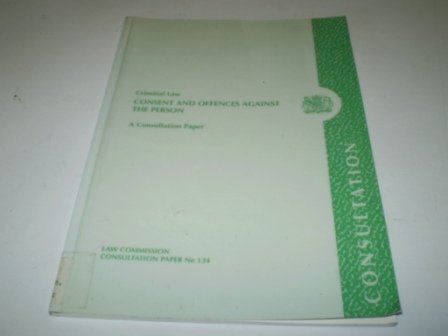 Criminal Law
CONSENT AND OFFENCES AGAINST
THE PERSON
A Consultation Paper
LAW COMMISSION
CONSULTATION PAPER No 134
CONSULTATION